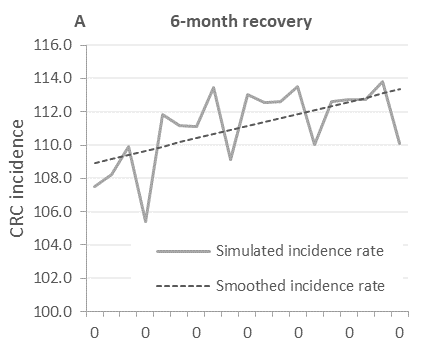 A 6-month recovery
116.0
114.0
112.0
110.0
108.0
106.0
104.0
102.0
100.0
CRC incidence
Simulated incidence rate
Smoothed incidence rate
0 0 0 0 0 0 0